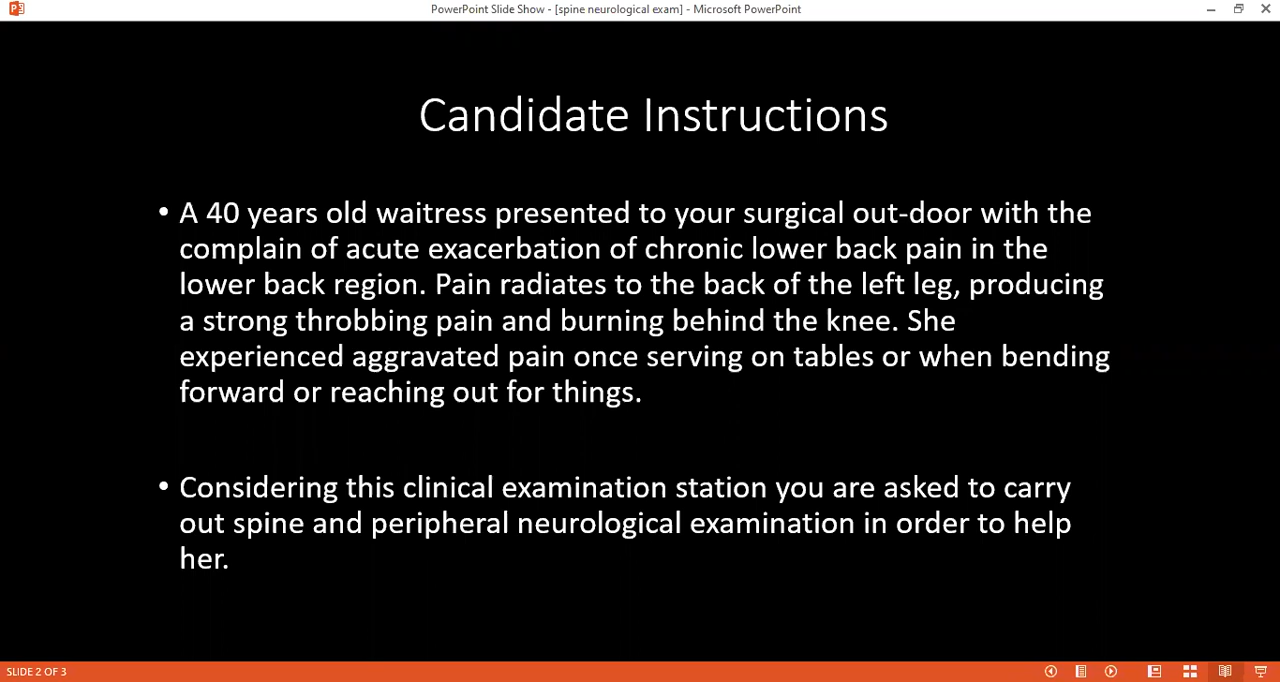 PowerPoint Slide Show - [spine neurological exam] - Microsoft PowerPoint
Candidate Instructions
• A 40 years old waitress presented to your surgical out-door with the
complain of acute exacerbation of chronic lower back pain in the
lower back region. Pain radiates to the back of the left leg, producing
a strong throbbing pain and burning behind the knee. She
experienced aggravated pain once serving on tables or when bending
forward or reaching out for things.
• Considering this clinical examination station you are asked to carry
out spine and peripheral neurological examination in order to help
her.
SLIDE 2 OF 3